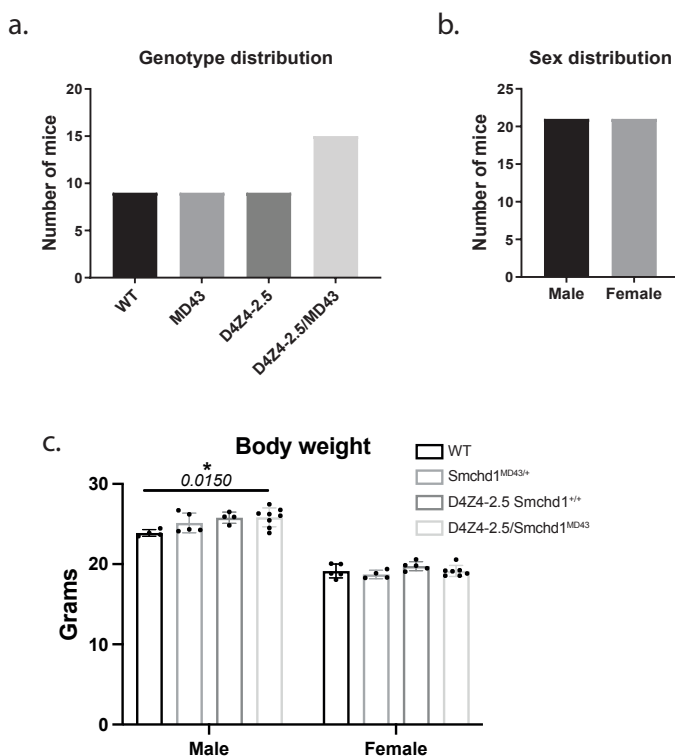 a.
Genotype distribution
Number of mice
20
15
10
5
0
WT
MD43
D4Z4-2.5
D4Z4-2.5/MD43
b.
Sex distribution
Number of mice
25
20
15
10
5
0
Male Female
c.
Body weight
*
0.0150
Grams
30
20
10
0
Male Female
WT
Smchd1MD43/+
D4Z4-2.5 Smchd1+/+
D4Z4-2.5/Smchd1MD43